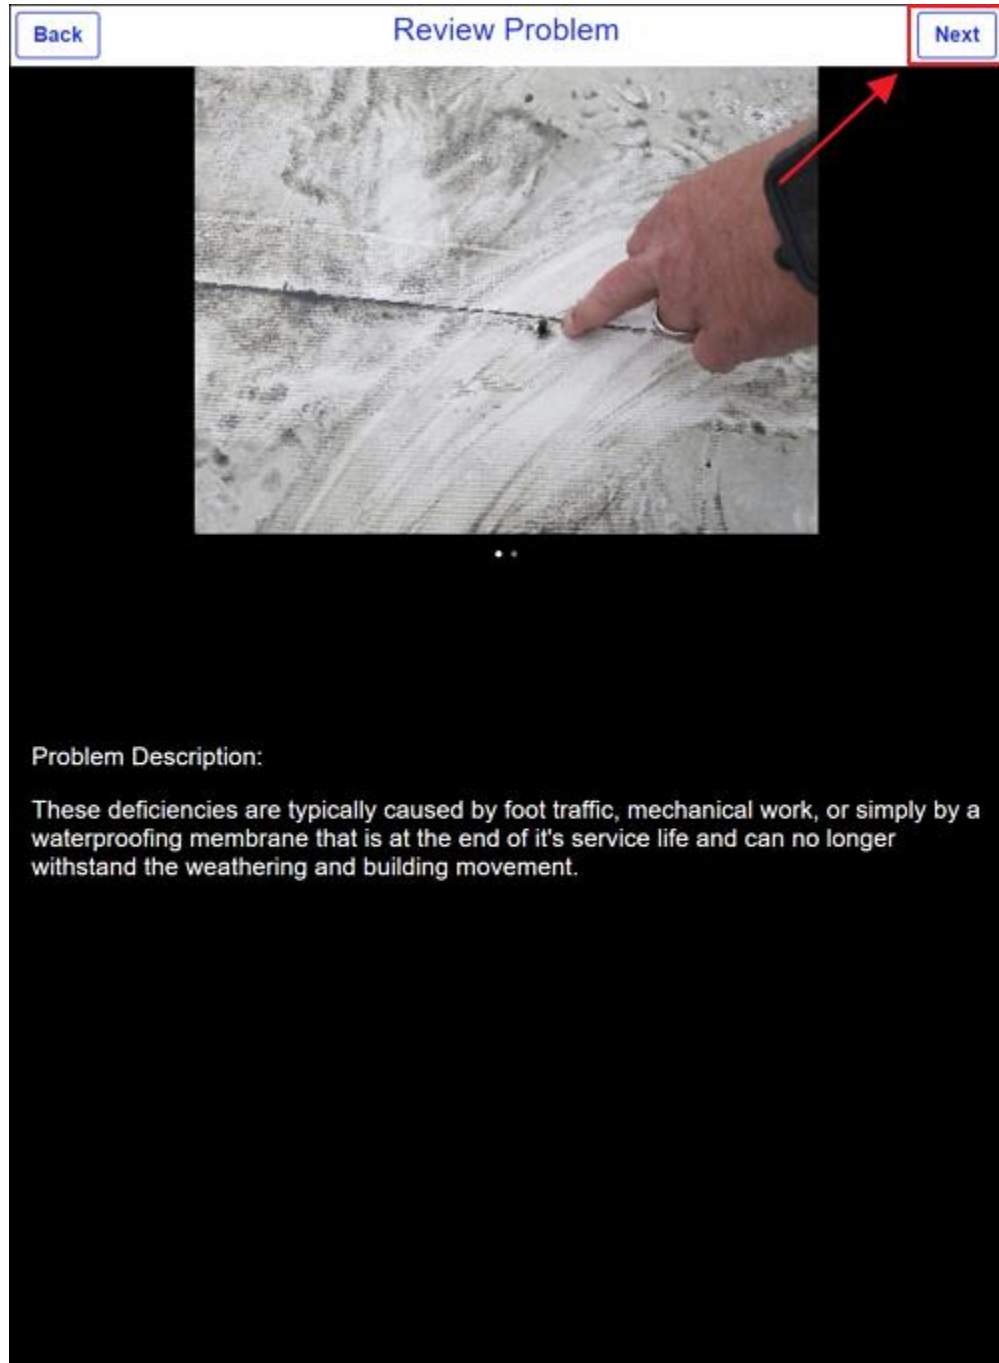 Back
Review Problem
Next
Problem Description:
These deficiencies are typically caused by foot traffic, mechanical work, or simply by a
waterproofing membrane that is at the end of it's service life and can no longer
withstand the weathering and building movement.